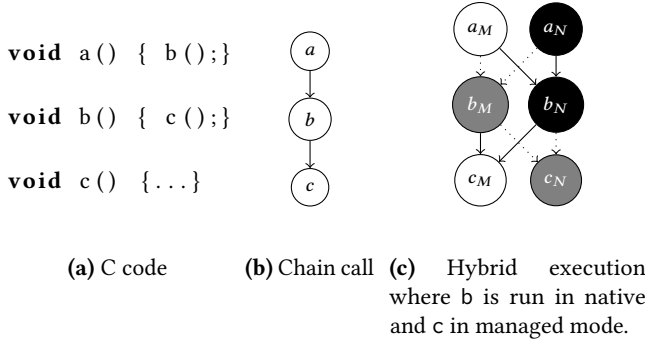 void a() { b();}
void b() { c();}
void c() {...}
a
b
c
a_M a_N
b_M b_N
c_M c_N
(a) C code
(b) Chain call
(c) Hybrid execution
where b is run in native
and c in managed mode.